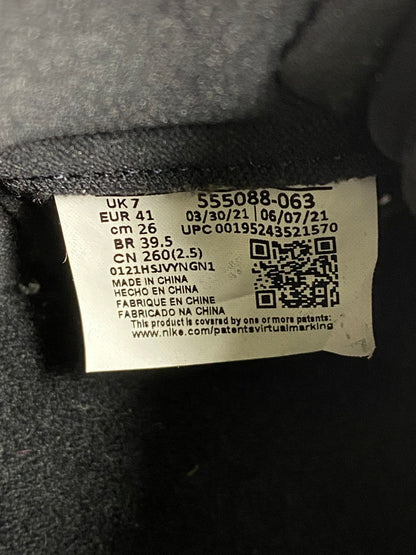 UK 7 555088-063
EUR 41 03/30/21 | 06/07/21
cm 26 UPC 00195243521570
BR 39.5
CN 260(2.5)
0121HSJVYNGN1
MADE IN CHINA
HECHO EN CHINA
FABRIQUE EN CHINE
FABRICADO NA CHINA
This product is covered by one or more patents:
www.nike.com/patentsvirtualmarking